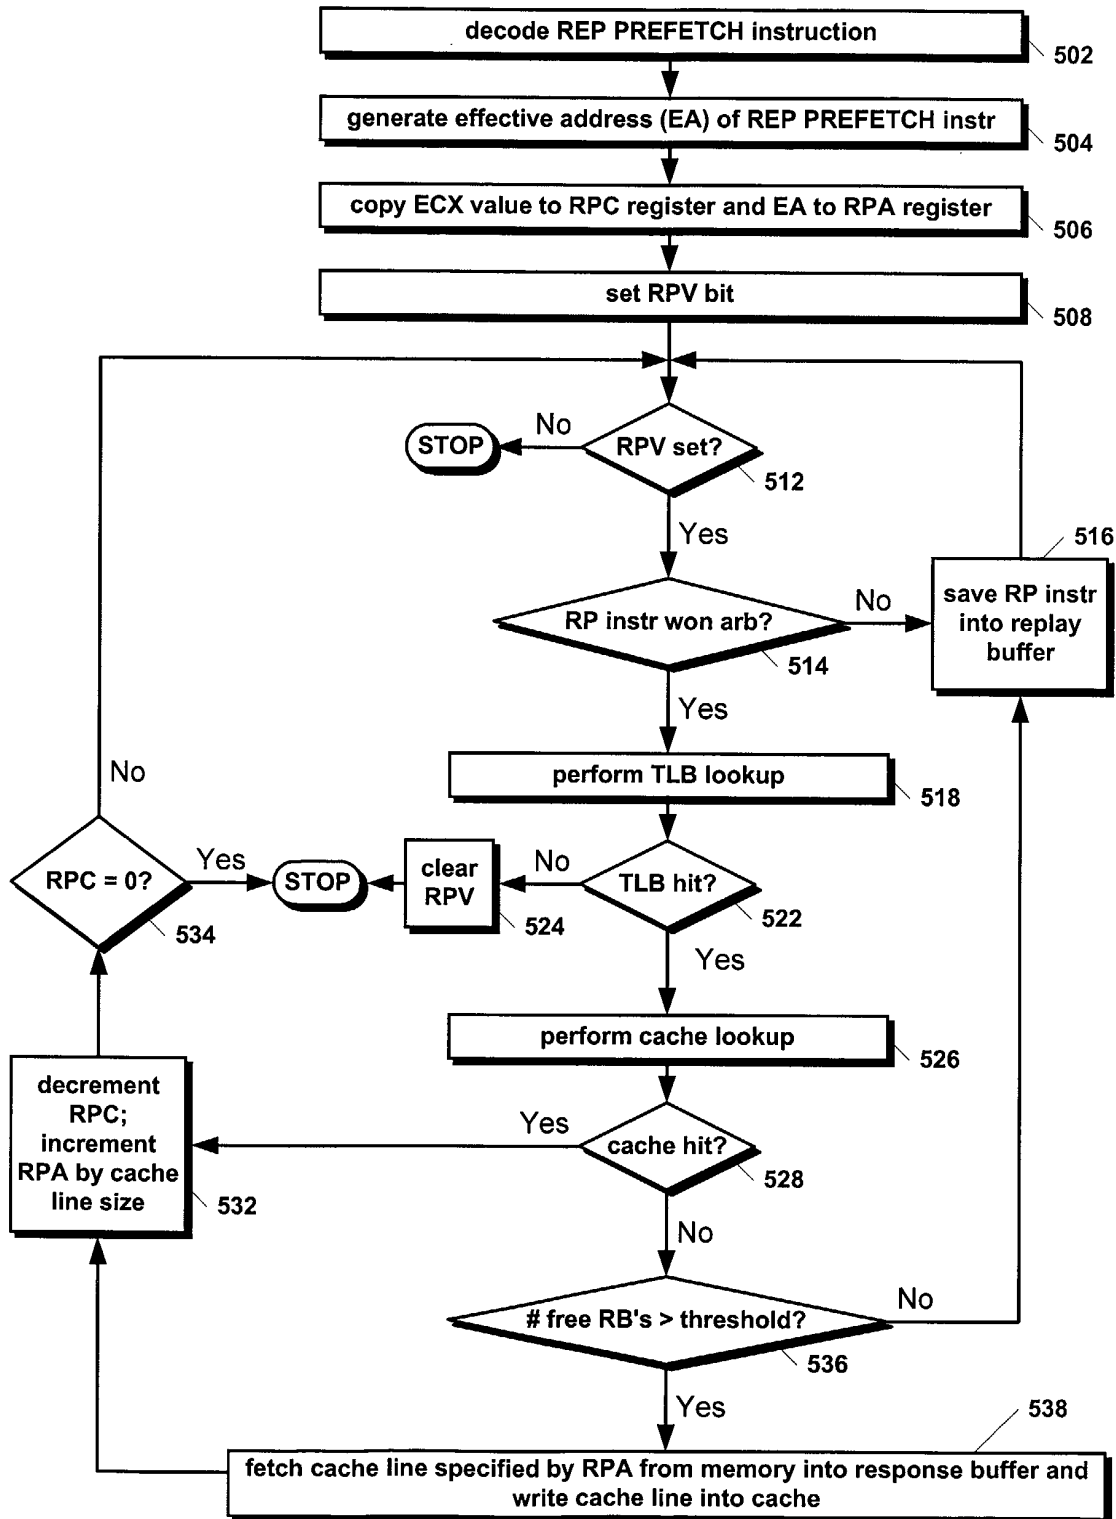 decode REP PREFETCH instruction
502
generate effective address (EA) of REP PREFETCH instr
504
copy ECX value to RPC register and EA to RPA register
506
set RPV bit
508
RPV set?
512
No
STOP
Yes
RP instr won arb?
514
No
516
save RP instr
into replay
buffer
Yes
perform TLB lookup
518
TLB hit?
522
No
clear
RPV
524
STOP
Yes
RPC = 0?
534
No
Yes
perform cache lookup
526
cache hit?
528
Yes
decrement
RPC;
increment
RPA by cache
line size
532
No
# free RB's > threshold?
536
No
Yes
538
fetch cache line specified by RPA from memory into response buffer and
write cache line into cache